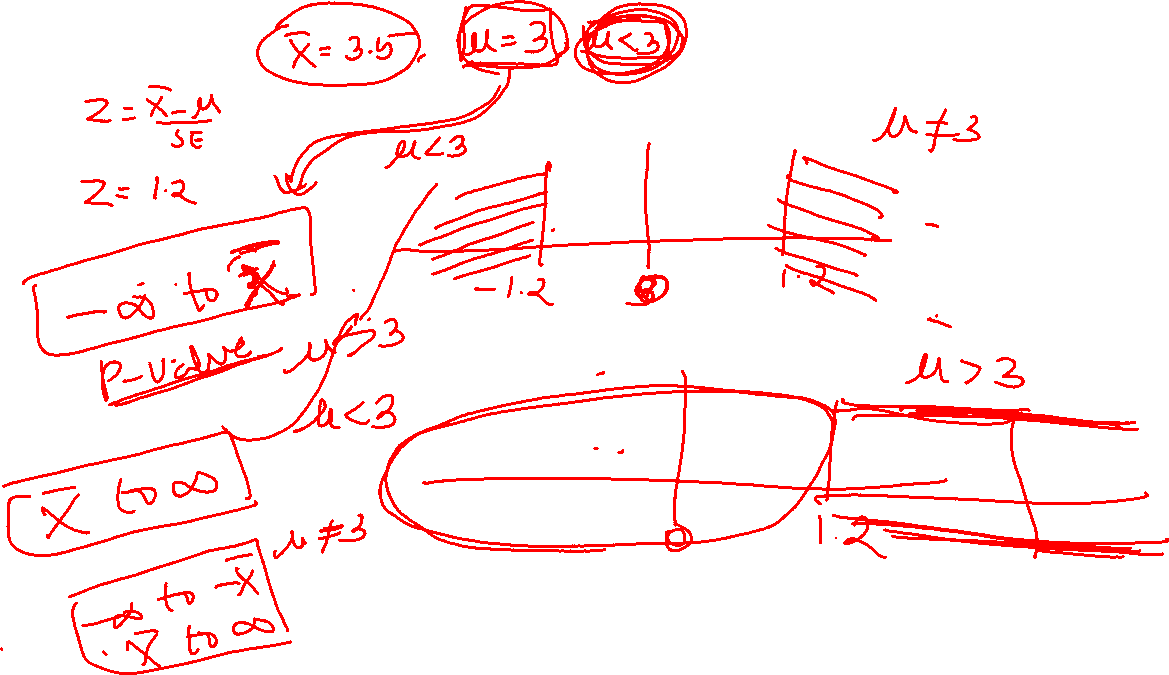 x̄ = 3.5 μ = 3 μ < 3
z = x̄ - μ / SE
μ < 3
μ ≠ 3
z = 1.2
-∞ to x̄
-1.2 1.2
P-value μ > 3
μ > 3
μ < 3
x̄ to ∞
0 1.2
μ ≠ 3
-∞ to -x̄
x̄ to ∞